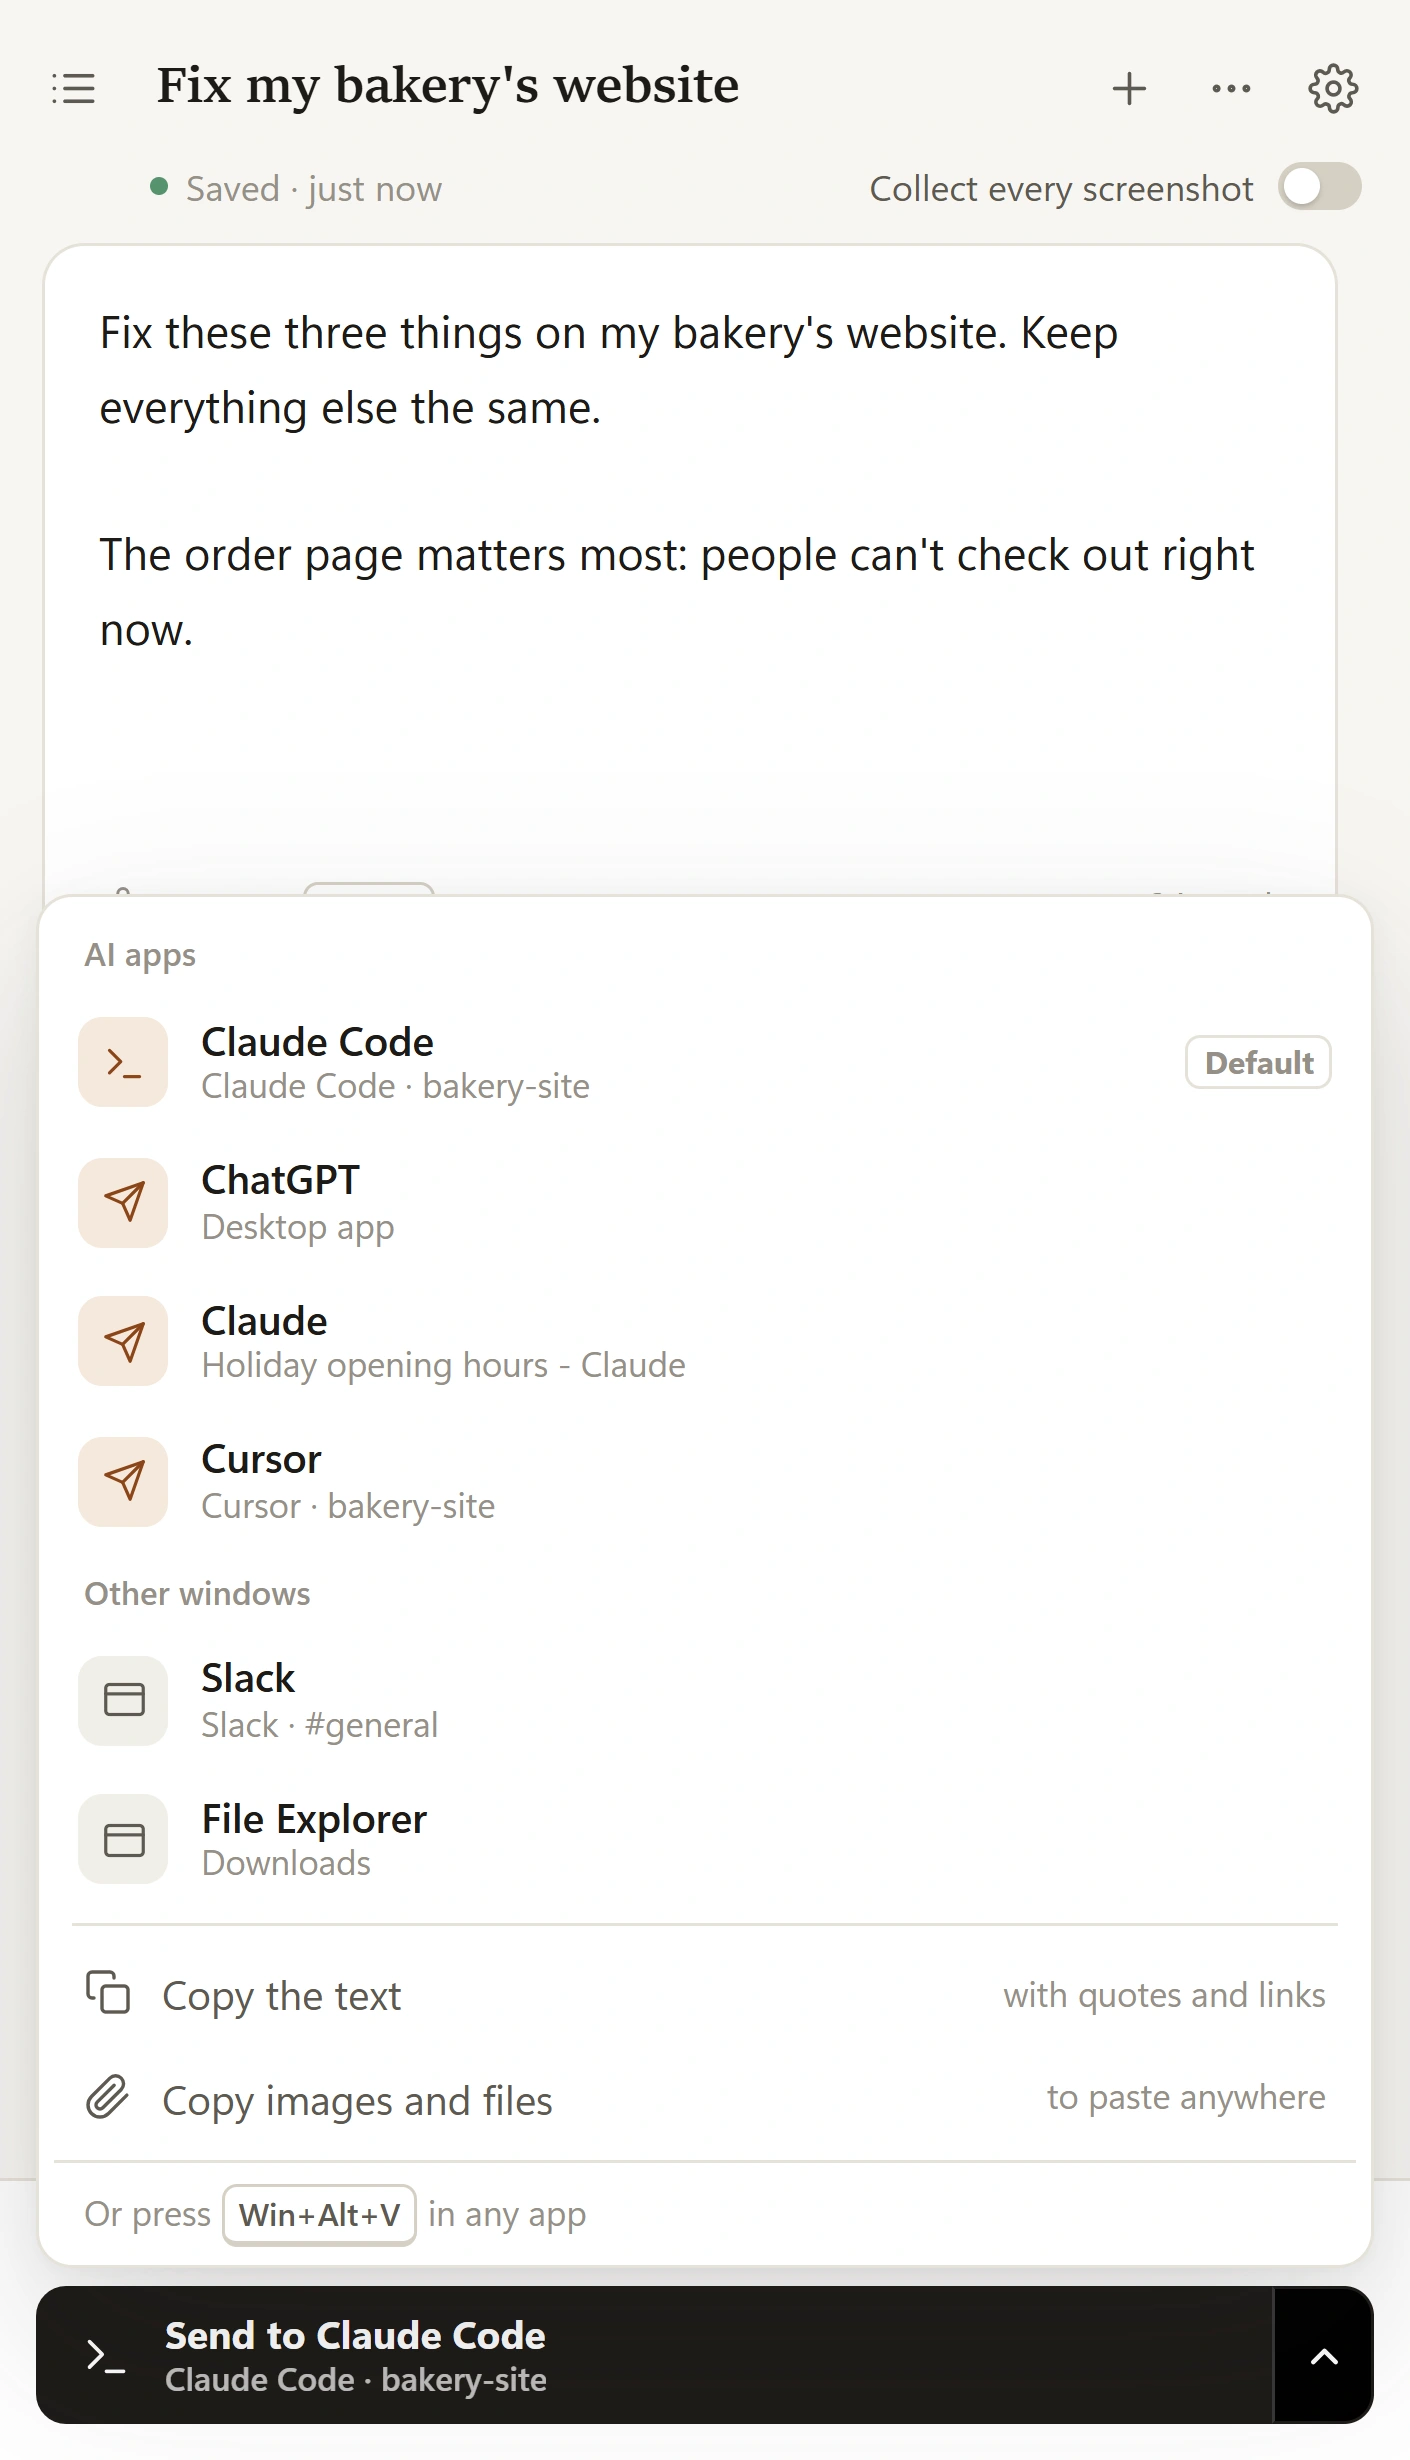 Fix my bakery's website
Saved · just now
Collect every screenshot
Fix these three things on my bakery's website. Keep
everything else the same.
The order page matters most: people can't check out right
now.
AI apps
Claude Code
Claude Code · bakery-site
Default
ChatGPT
Desktop app
Claude
Holiday opening hours - Claude
Cursor
Cursor · bakery-site
Other windows
Slack
Slack · #general
File Explorer
Downloads
Copy the text
with quotes and links
Copy images and files
to paste anywhere
Or press Win+Alt+V in any app
Send to Claude Code
Claude Code · bakery-site